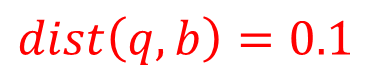 dist(q, b) = 0.1